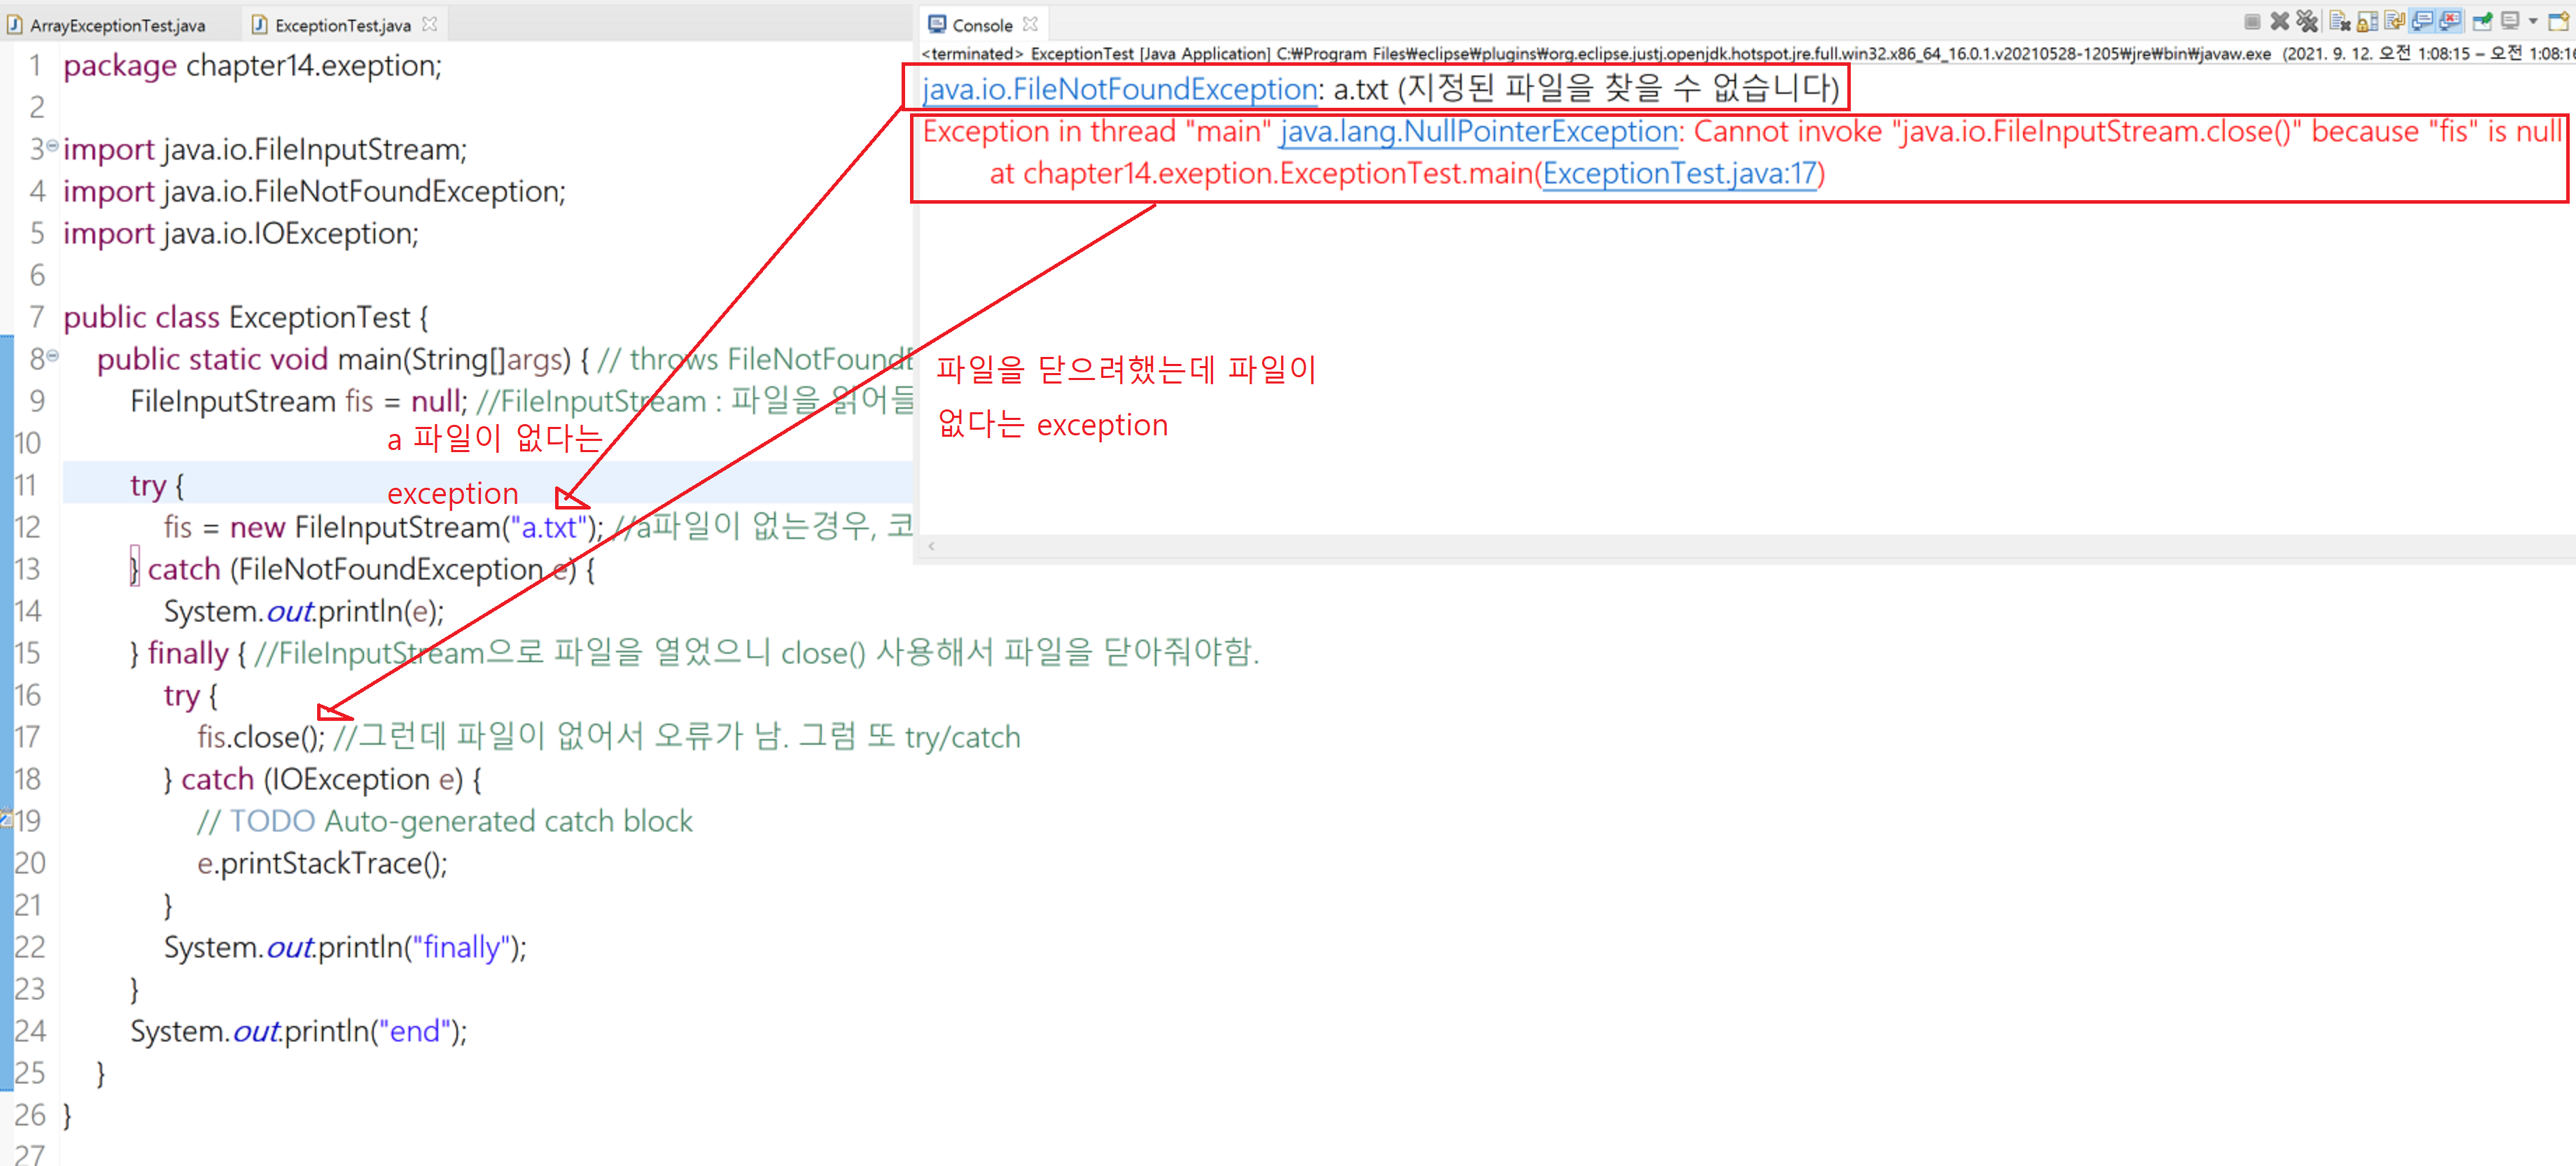 ArrayExceptionTest.java
ExceptionTest.java
1 package chapter14.exeption;
2
3 import java.io.FileInputStream;
4 import java.io.FileNotFoundException;
5 import java.io.IOException;
6
7 public class ExceptionTest {
8 public static void main(String[]args) { // throws FileNotFound
9 FileInputStream fis = null; //FileInputStream : 파일을 읽어들
10
a 파일이 없다는
exception
11 try {
12 fis = new FileInputStream("a.txt"); //a파일이 없는경우, 코
13 } catch (FileNotFoundException e) {
14 System.out.println(e);
15 } finally { //FileInputStream으로 파일을 열었으니 close() 사용해서 파일을 닫아줘야함.
16 try {
17 fis.close(); //그런데 파일이 없어서 오류가 남. 그럼 또 try/catch
18 } catch (IOException e) {
19 // TODO Auto-generated catch block
20 e.printStackTrace();
21 }
22 System.out.println("finally");
23 }
24 System.out.println("end");
25 }
26 }
27
Console
<terminated> ExceptionTest [Java Application] C:₩Program Files₩eclipse₩plugins₩org.eclipse.justj.openjdk.hotspot.jre.full.win32.x86_64_16.0.1.v20210528-1205₩jre₩bin₩javaw.exe (2021. 9. 12. 오전 1:08:15 – 오전 1:08:16
java.io.FileNotFoundException: a.txt (지정된 파일을 찾을 수 없습니다)
Exception in thread "main" java.lang.NullPointerException: Cannot invoke "java.io.FileInputStream.close()" because "fis" is null
at chapter14.exeption.ExceptionTest.main(ExceptionTest.java:17)
파일을 닫으려했는데 파일이
없다는 exception